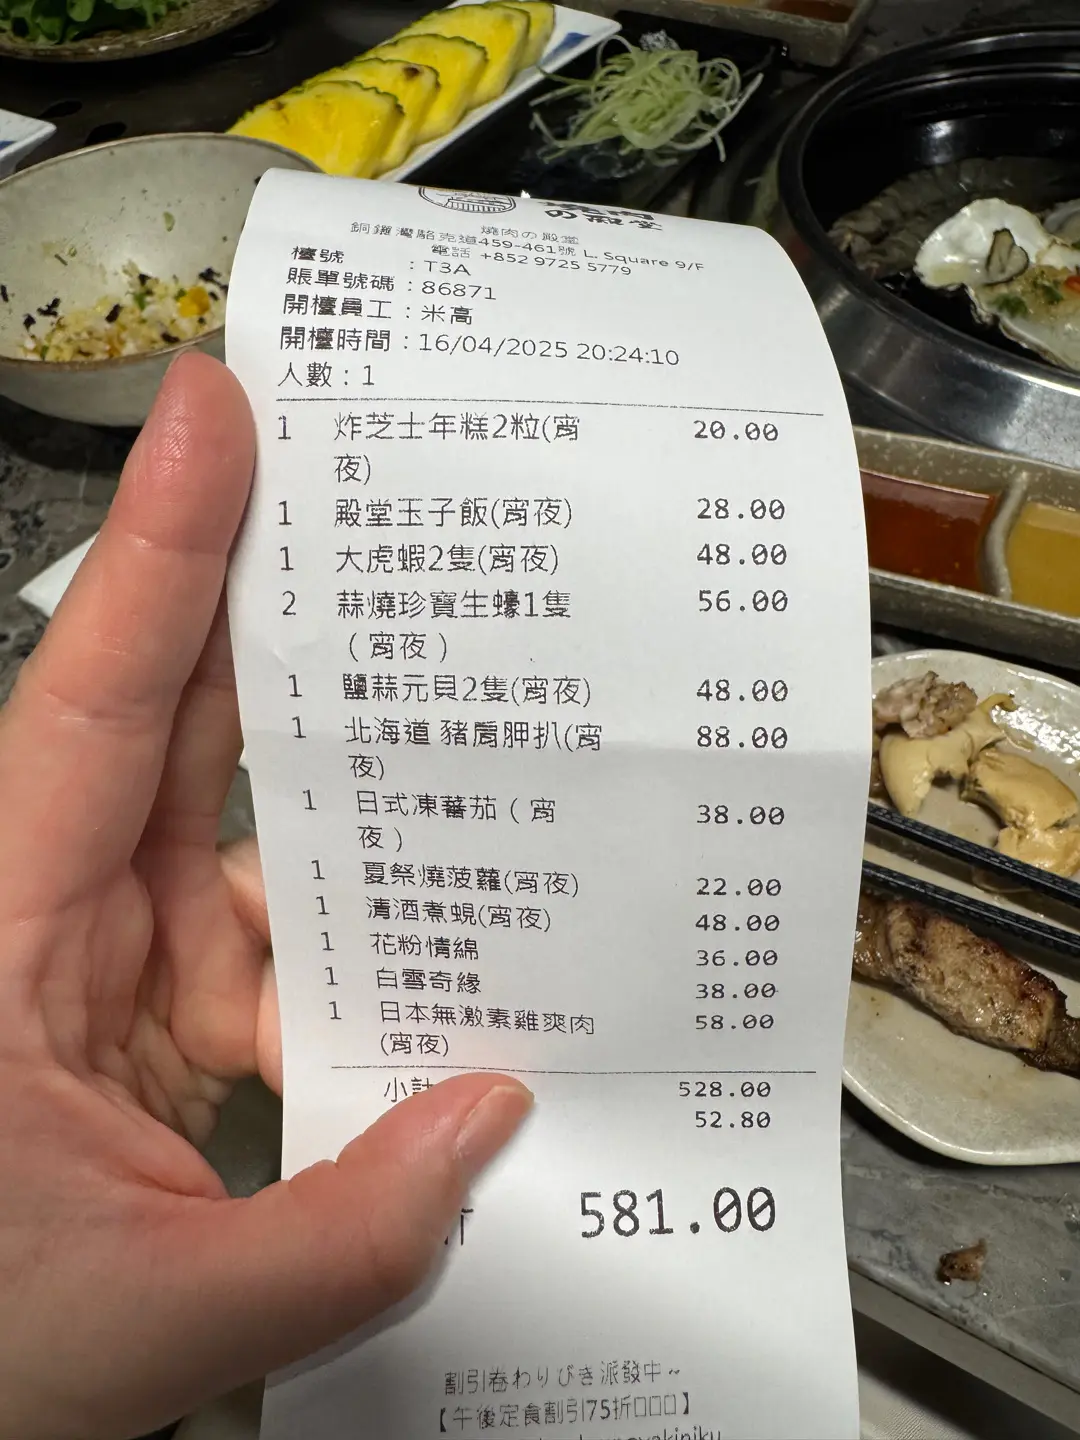 燒肉
の殿堂
燒肉の殿堂
銅鑼灣駱克道459-461號 L. Square 9/F
電話 +852 9725 5779
檯號 : T3A
賬單號碼 : 86871
開檯員工 : 米高
開檯時間 : 16/04/2025 20:24:10
人數 : 1
1 炸芝士年糕2粒(宵 20.00
夜)
1 殿堂玉子飯(宵夜) 28.00
1 大虎蝦2隻(宵夜) 48.00
2 蒜燒珍寶生蠔1隻 56.00
(宵夜)
1 鹽蒜元貝2隻(宵夜) 48.00
1 北海道 豬肩胛扒(宵 88.00
夜)
1 日式凍蕃茄(宵 38.00
夜)
1 夏祭燒菠蘿(宵夜) 22.00
1 清酒煮蜆(宵夜) 48.00
1 花粉情綿 36.00
1 白雪奇緣 38.00
1 日本無激素雞爽肉 58.00
(宵夜)
小計 528.00
52.80
581.00
割引卷わりびき派發中~
【午後定食割引75折□□□】